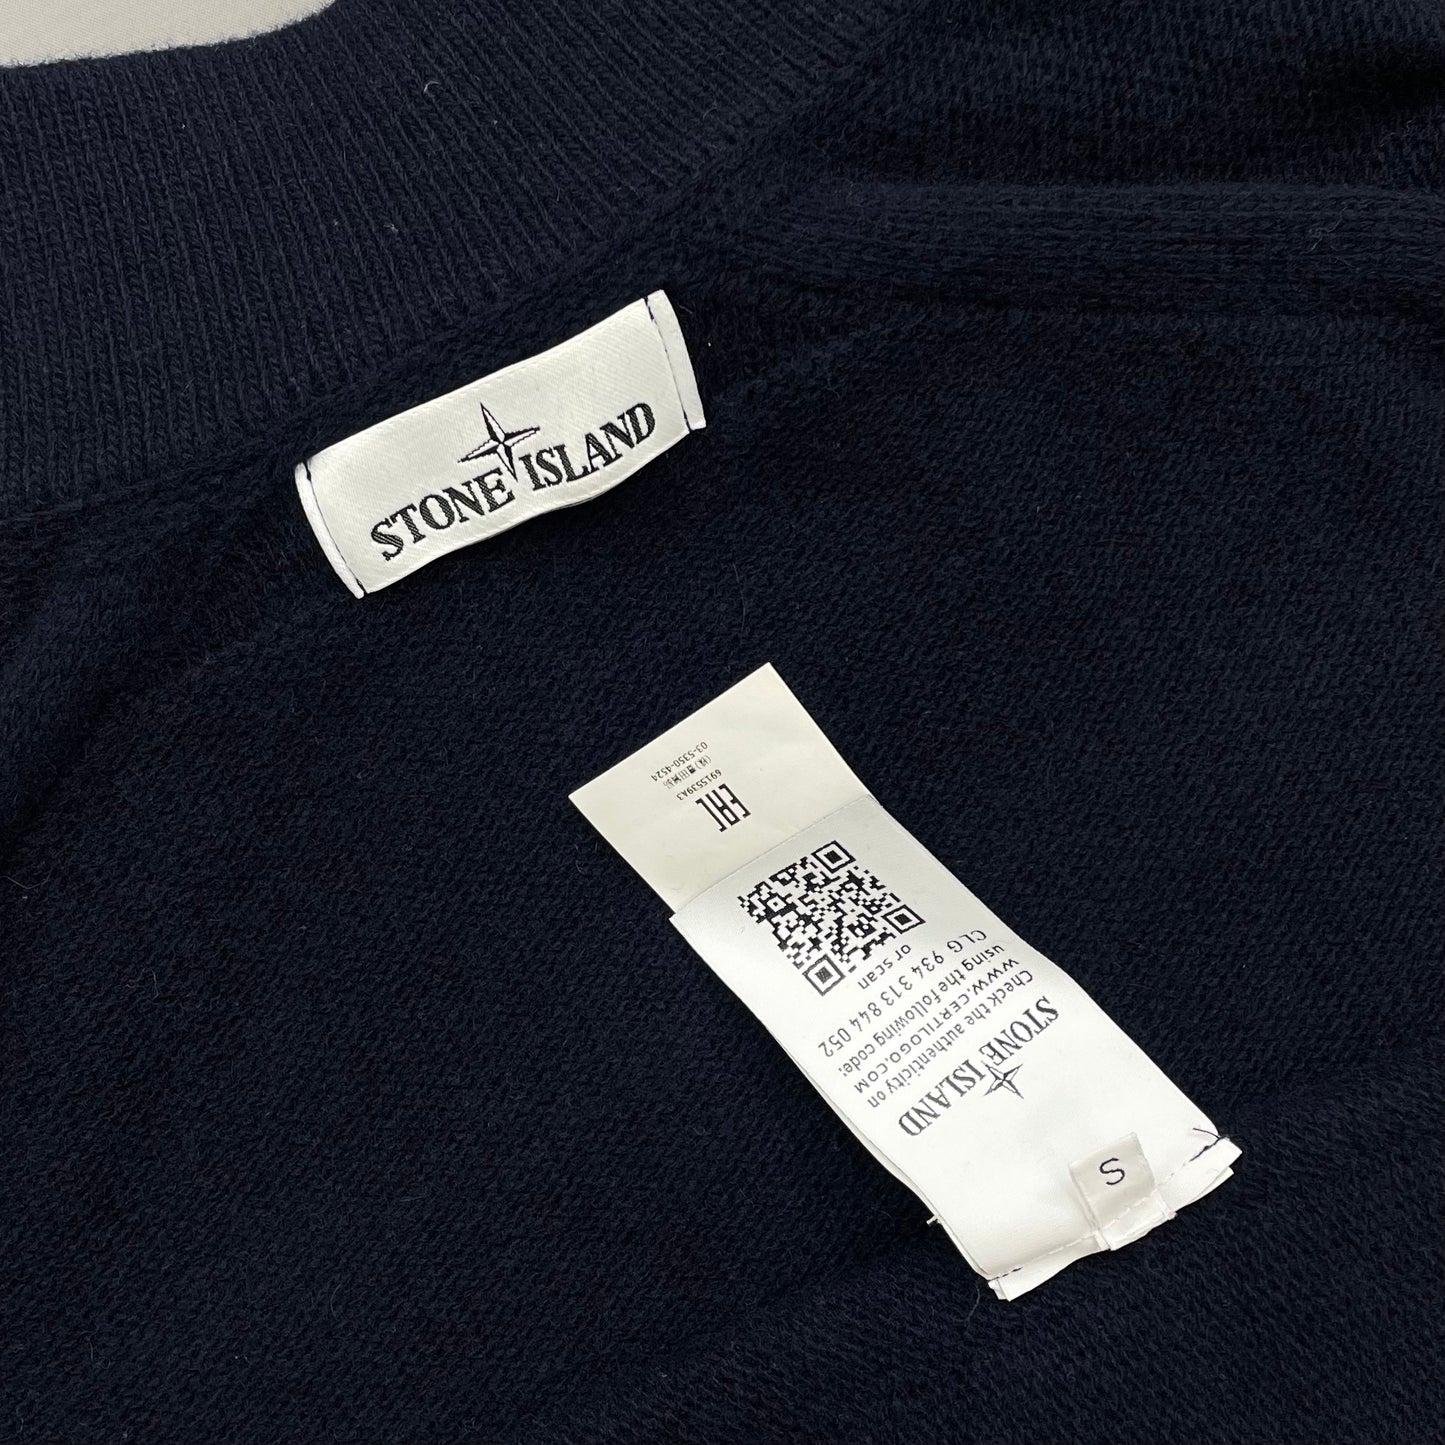 STONE ISLAND
STONE ISLAND
Check the authenticity on
WWW.CERTILOGO.COM
using the following code:
CLG 934 313 844 052
or scan
S
EAC
6915539A3
03-5350-4524